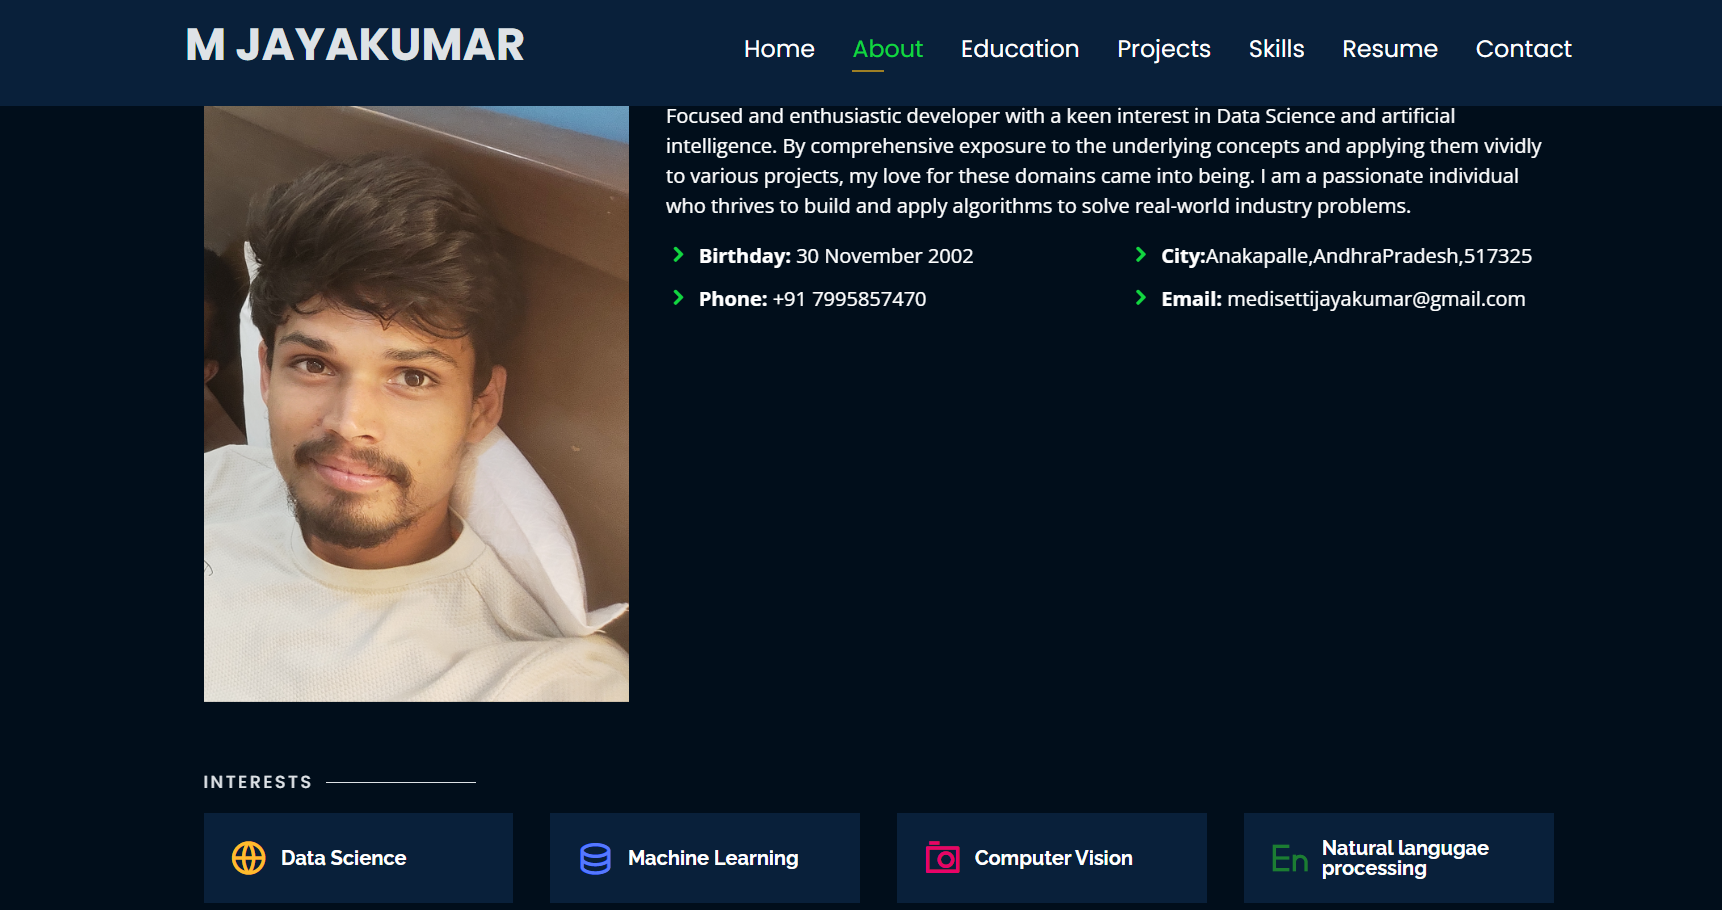 M JAYAKUMAR
Home About Education Projects Skills Resume Contact
Focused and enthusiastic developer with a keen interest in Data Science and artificial
intelligence. By comprehensive exposure to the underlying concepts and applying them vividly
to various projects, my love for these domains came into being. I am a passionate individual
who thrives to build and apply algorithms to solve real-world industry problems.
Birthday: 30 November 2002
City:Anakapalle,AndhraPradesh,517325
Phone: +91 7995857470
Email: medisettijayakumar@gmail.com
INTERESTS
Data Science
Machine Learning
Computer Vision
En
Natural langugae
processing